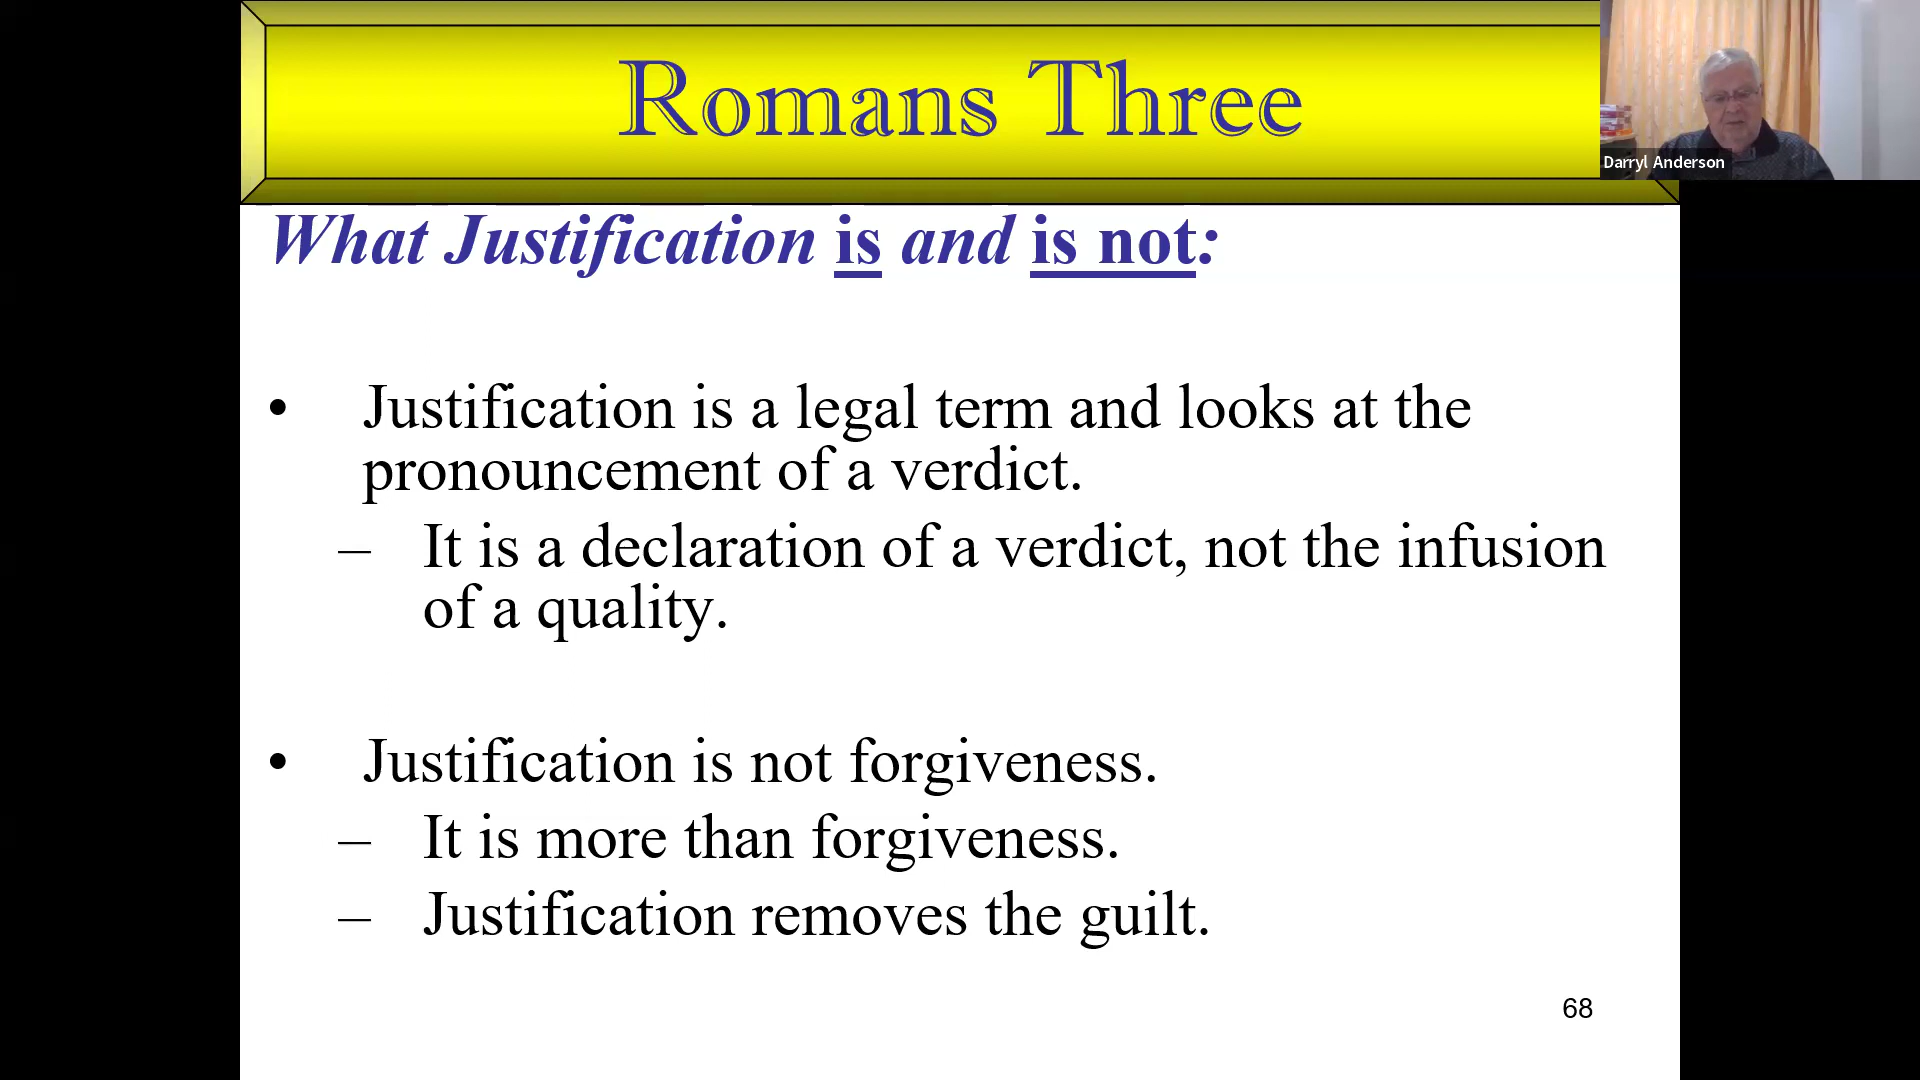 Romans Three
Darryl Anderson
What Justification is and is not:
• Justification is a legal term and looks at the
pronouncement of a verdict.
– It is a declaration of a verdict, not the infusion
of a quality.
• Justification is not forgiveness.
– It is more than forgiveness.
– Justification removes the guilt.
68